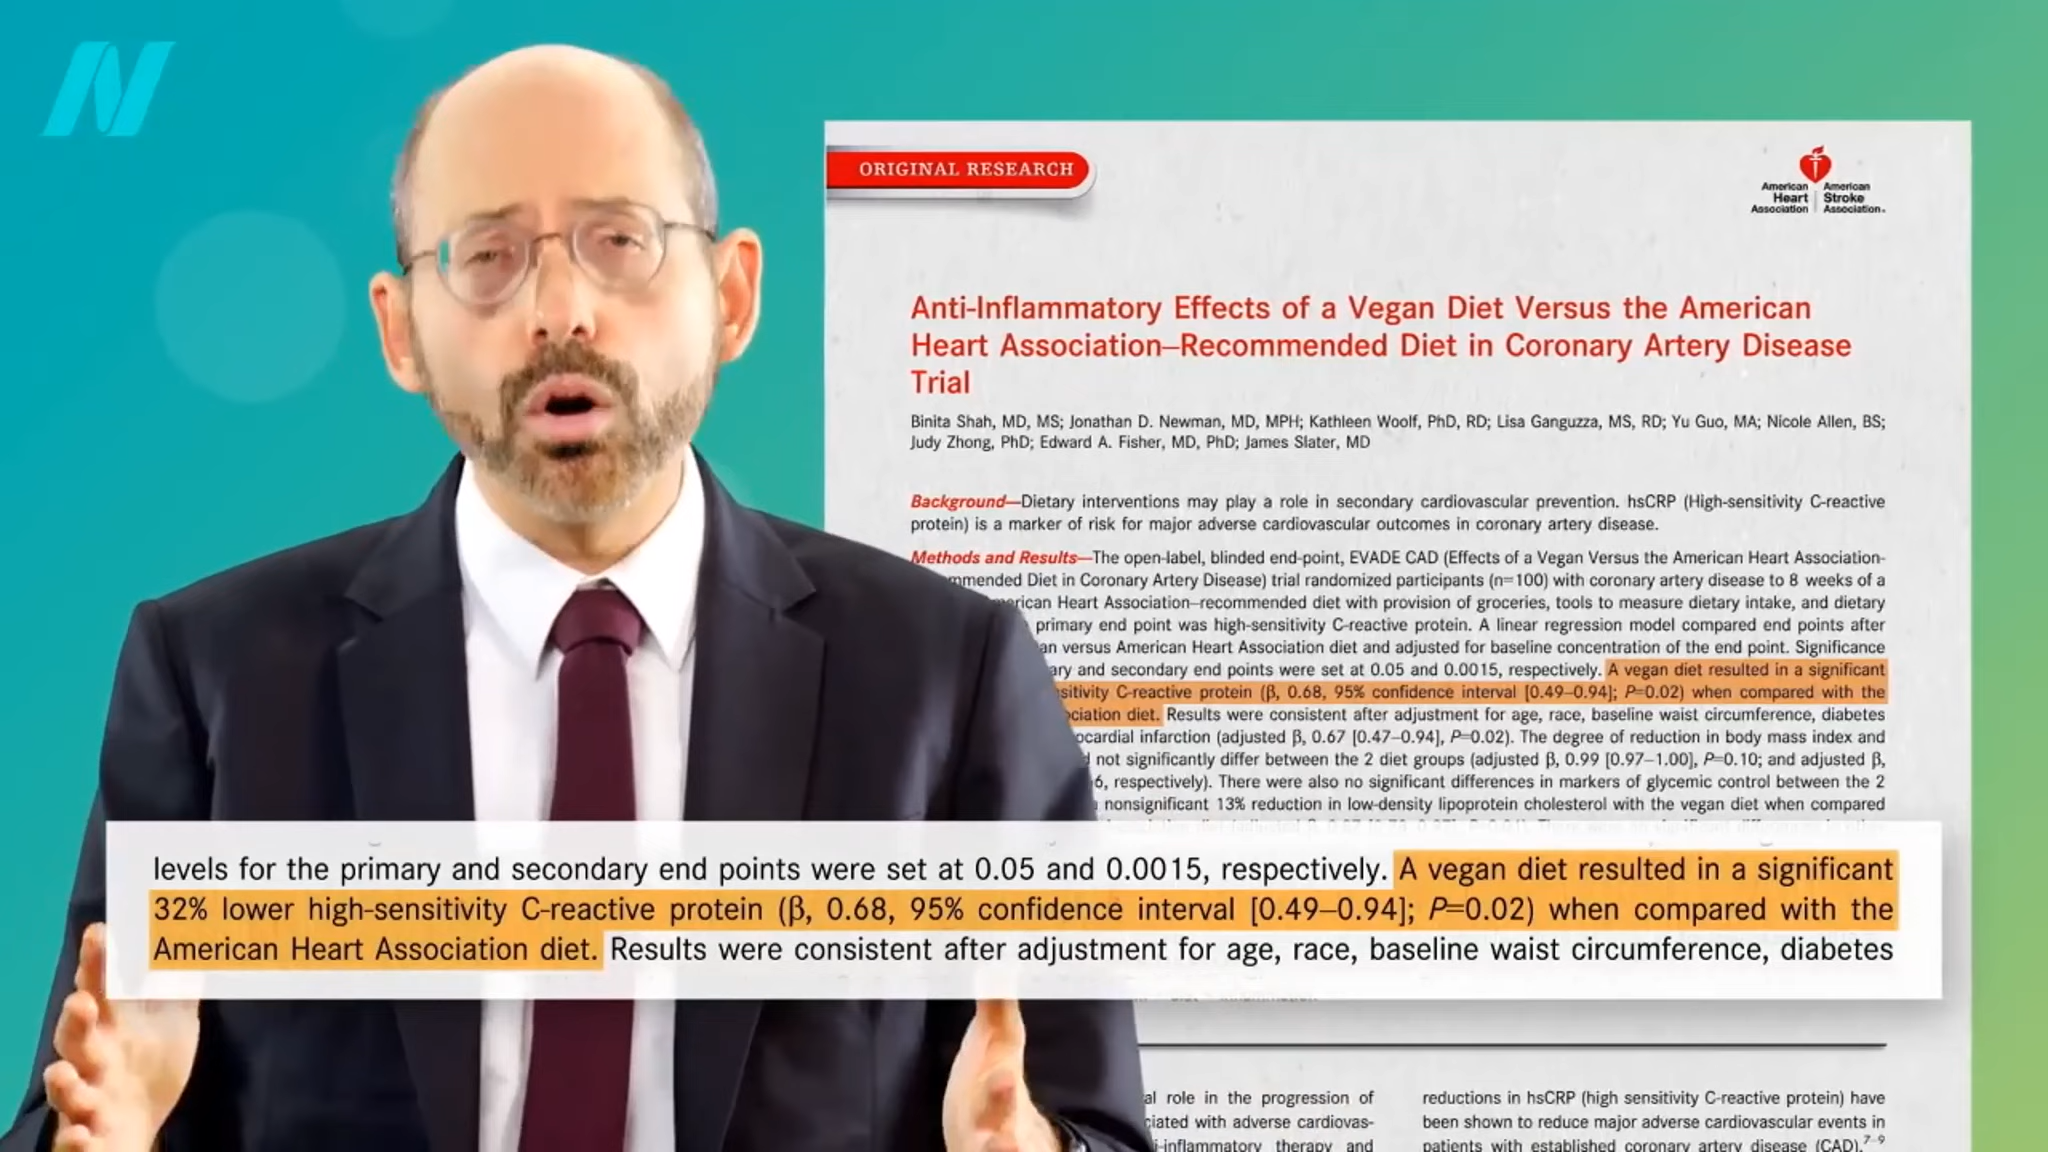 ORIGINAL RESEARCH
American Heart Association
American Stroke Association.
Anti-Inflammatory Effects of a Vegan Diet Versus the American
Heart Association–Recommended Diet in Coronary Artery Disease
Trial
Binita Shah, MD, MS; Jonathan D. Newman, MD, MPH; Kathleen Woolf, PhD, RD; Lisa Ganguzza, MS, RD; Yu Guo, MA; Nicole Allen, BS;
Judy Zhong, PhD; Edward A. Fisher, MD, PhD; James Slater, MD
Background—Dietary interventions may play a role in secondary cardiovascular prevention. hsCRP (High-sensitivity C-reactive
protein) is a marker of risk for major adverse cardiovascular outcomes in coronary artery disease.
Methods and Results—The open-label, blinded end-point, EVADE CAD (Effects of a Vegan Versus the American Heart Association-
Diet in Coronary Artery Disease) trial randomized participants (n=100) with coronary artery disease to 8 weeks of a
Heart Association–recommended diet with provision of groceries, tools to measure dietary intake, and dietary
primary end point was high-sensitivity C-reactive protein. A linear regression model compared end points after
versus American Heart Association diet and adjusted for baseline concentration of the end point. Significance
and secondary end points were set at 0.05 and 0.0015, respectively. A vegan diet resulted in a significant
C-reactive protein (β, 0.68, 95% confidence interval [0.49–0.94]; P=0.02) when compared with the
diet. Results were consistent after adjustment for age, race, baseline waist circumference, diabetes
infarction (adjusted β, 0.67 [0.47–0.94], P=0.02). The degree of reduction in body mass index and
not significantly differ between the 2 diet groups (adjusted β, 0.99 [0.97–1.00], P=0.10; and adjusted β,
respectively). There were also no significant differences in markers of glycemic control between the 2
nonsignificant 13% reduction in low-density lipoprotein cholesterol with the vegan diet when compared
levels for the primary and secondary end points were set at 0.05 and 0.0015, respectively. A vegan diet resulted in a significant
32% lower high-sensitivity C-reactive protein (β, 0.68, 95% confidence interval [0.49–0.94]; P=0.02) when compared with the
American Heart Association diet. Results were consistent after adjustment for age, race, baseline waist circumference, diabetes
role in the progression of
with adverse cardiovas-
therapy and
reductions in hsCRP (high sensitivity C-reactive protein) have
been shown to reduce major adverse cardiovascular events in
patients with established coronary artery disease (CAD).7–9